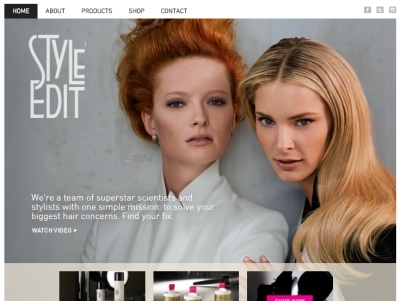 HOME ABOUT PRODUCTS SHOP CONTACT
STYLE
EDIT
We're a team of superstar scientists and
stylists with one simple mission: to solve your
biggest hair concerns. Find your fix.
WATCH VIDEO
SHOP NOW